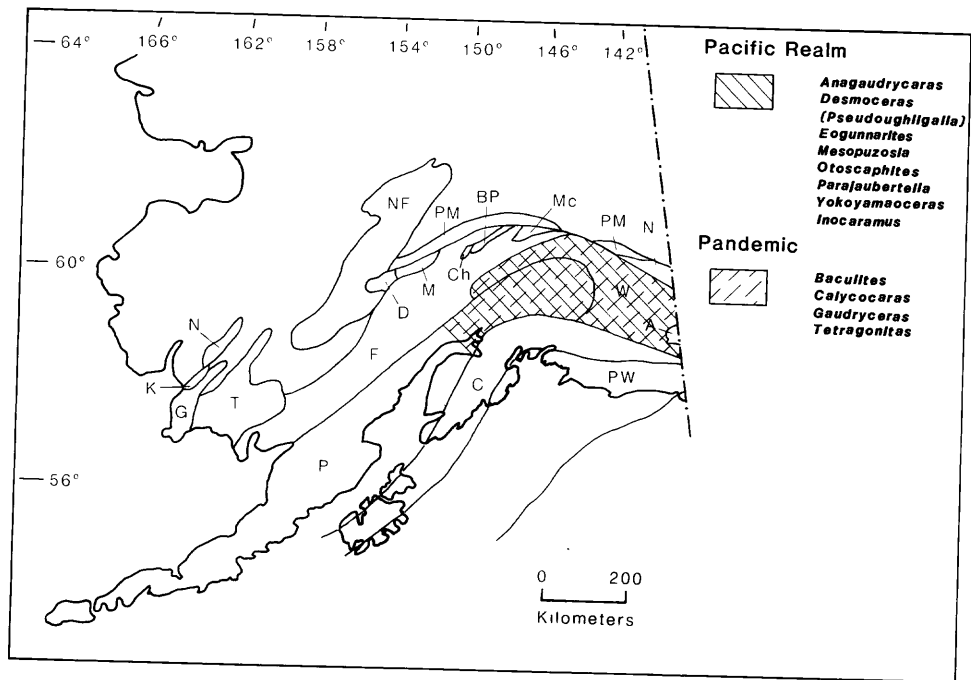 166°
162°
158°
154°
150°
146°
142°
64°
60°
56°
NF
PM
BP
Mc
PM
N
Ch
M
D
W
A
N
K
G
T
F
C
PW
P
0 200
Kilometers
Pacific Realm
Anagaudrycaras
Desmoceras
(Pseudoughligalla)
Eogunnarites
Mesopuzosia
Otoscaphites
Parajaubertella
Yokoyamaoceras
Inocaramus
Pandemic
Baculites
Calycocaras
Gaudryceras
Tetragonitas